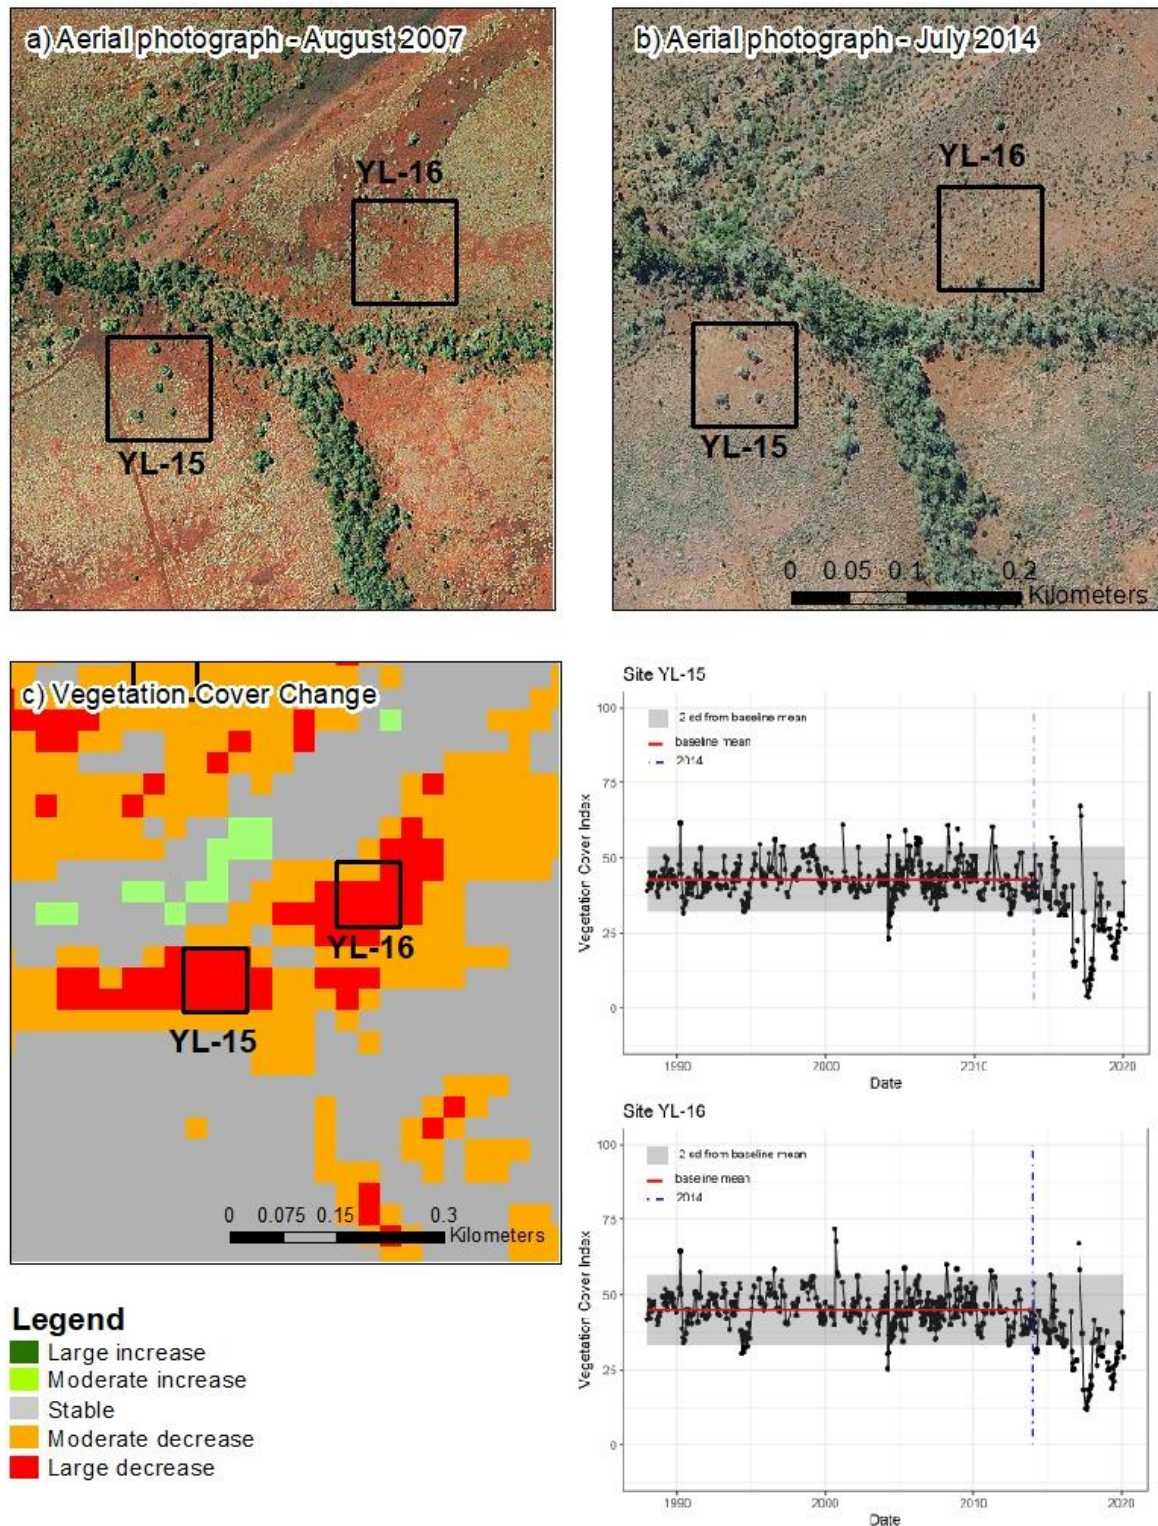 a) Aerial photograph - August 2007
YL-16
YL-15
b) Aerial photograph - July 2014
YL-16
YL-15
0 0.05 0.1 0.2
Kilometers
c) Vegetation Cover Change
YL-16
YL-15
0 0.075 0.15 0.3
Kilometers
Legend
Large increase
Moderate increase
Stable
Moderate decrease
Large decrease
Site YL-15
2 sd from baseline mean
baseline mean
2014
Vegetation Cover Index
100
75
50
25
0
1990 2000 2010 2020
Date
Site YL-16
2 sd from baseline mean
baseline mean
2014
Vegetation Cover Index
100
75
50
25
0
1990 2000 2010 2020
Date